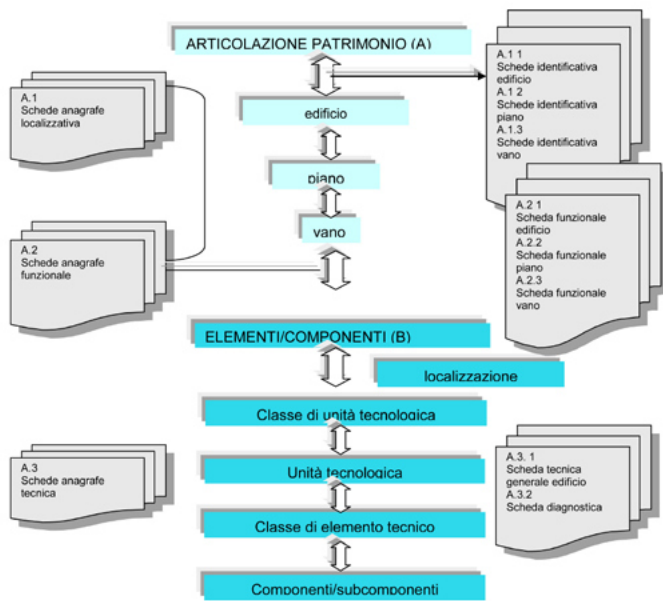 ARTICOLAZIONE PATRIMONIO (A)
A.1
Schede anagrafe
localizzativa
edificio
piano
vano
A.1 1
Schede identificativa
edificio
A.1 2
Schede identificativa
piano
A.1.3
Schede identificativa
vano
A.2
Schede anagrafe
funzionale
A.2 1
Scheda funzionale
edificio
A.2.2
Scheda funzionale
piano
A.2.3
Scheda funzionale
vano
ELEMENTI/COMPONENTI (B)
localizzazione
Classe di unità tecnologica
Unità tecnologica
Classe di elemento tecnico
Componenti/subcomponenti
A.3
Schede anagrafe
tecnica
A.3. 1
Scheda tecnica
generale edificio
A.3.2
Scheda diagnostica